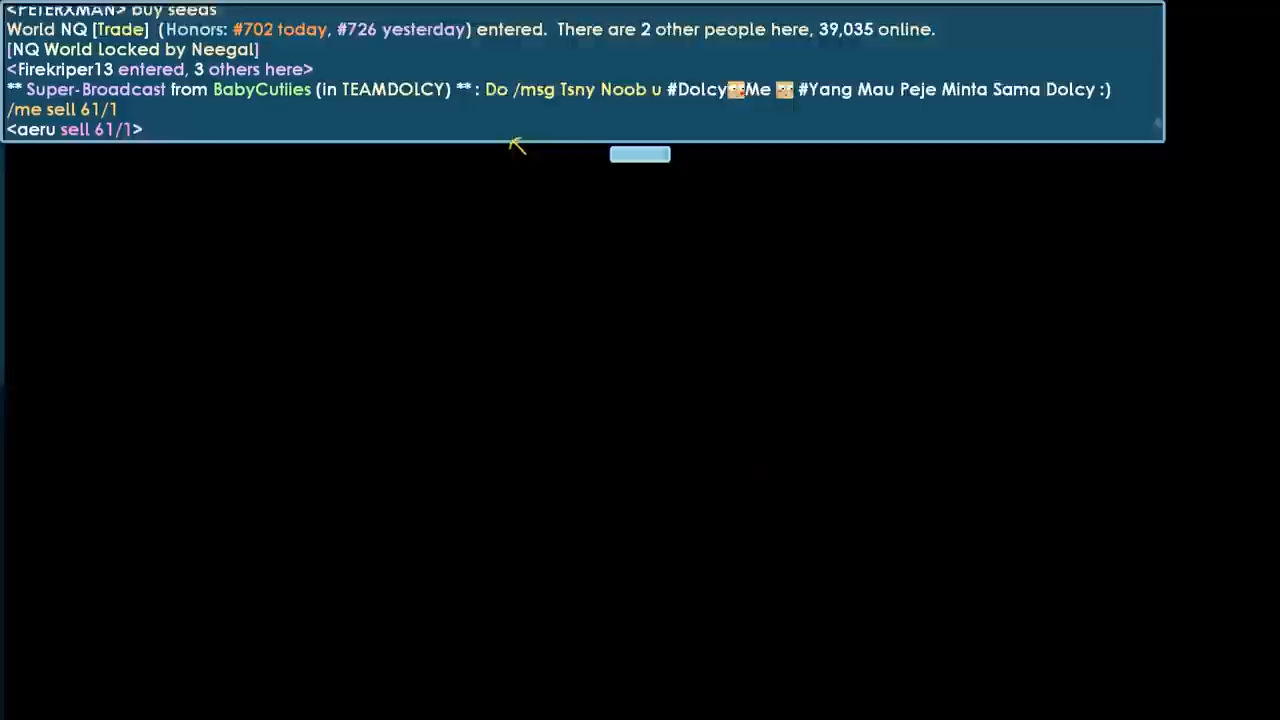 <PETERXMAN> buy seeds
World NQ [Trade] (Honors: #702 today, #726 yesterday) entered. There are 2 other people here, 39,035 online.
[NQ World Locked by Neegal]
<Firekriper13 entered, 3 others here>
** Super-Broadcast from BabyCutiies (in TEAMDOLCY) ** : Do /msg Tsny Noob u #Dolcy Me #Yang Mau Peje Minta Sama Dolcy :)
/me sell 61/1
<aeru sell 61/1>